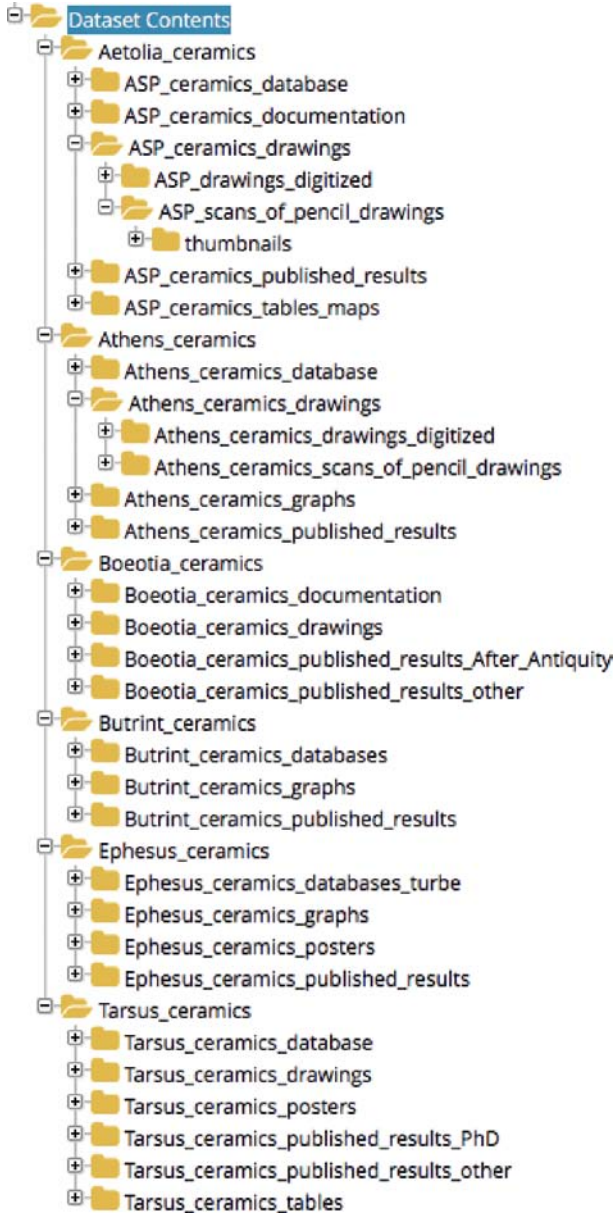 Dataset Contents
Aetolia_ceramics
ASP_ceramics_database
ASP_ceramics_documentation
ASP_ceramics_drawings
ASP_drawings_digitized
ASP_scans_of_pencil_drawings
thumbnails
ASP_ceramics_published_results
ASP_ceramics_tables_maps
Athens_ceramics
Athens_ceramics_database
Athens_ceramics_drawings
Athens_ceramics_drawings_digitized
Athens_ceramics_scans_of_pencil_drawings
Athens_ceramics_graphs
Athens_ceramics_published_results
Boeotia_ceramics
Boeotia_ceramics_documentation
Boeotia_ceramics_drawings
Boeotia_ceramics_published_results_After_Antiquity
Boeotia_ceramics_published_results_other
Butrint_ceramics
Butrint_ceramics_databases
Butrint_ceramics_graphs
Butrint_ceramics_published_results
Ephesus_ceramics
Ephesus_ceramics_databases_turbe
Ephesus_ceramics_graphs
Ephesus_ceramics_posters
Ephesus_ceramics_published_results
Tarsus_ceramics
Tarsus_ceramics_database
Tarsus_ceramics_drawings
Tarsus_ceramics_posters
Tarsus_ceramics_published_results_PhD
Tarsus_ceramics_published_results_other
Tarsus_ceramics_tables